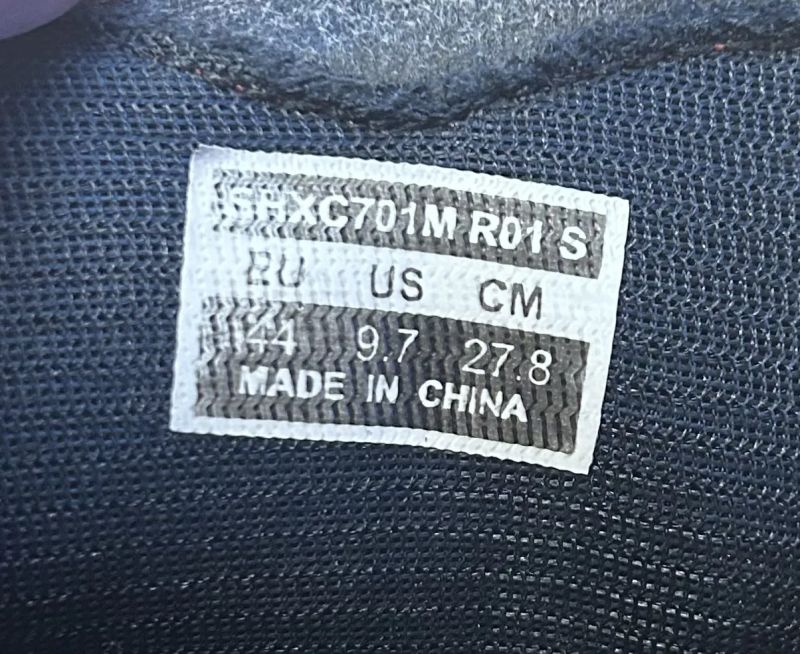 SHXC701M R01 S
EU US CM
44 9.7 27.8
MADE IN CHINA